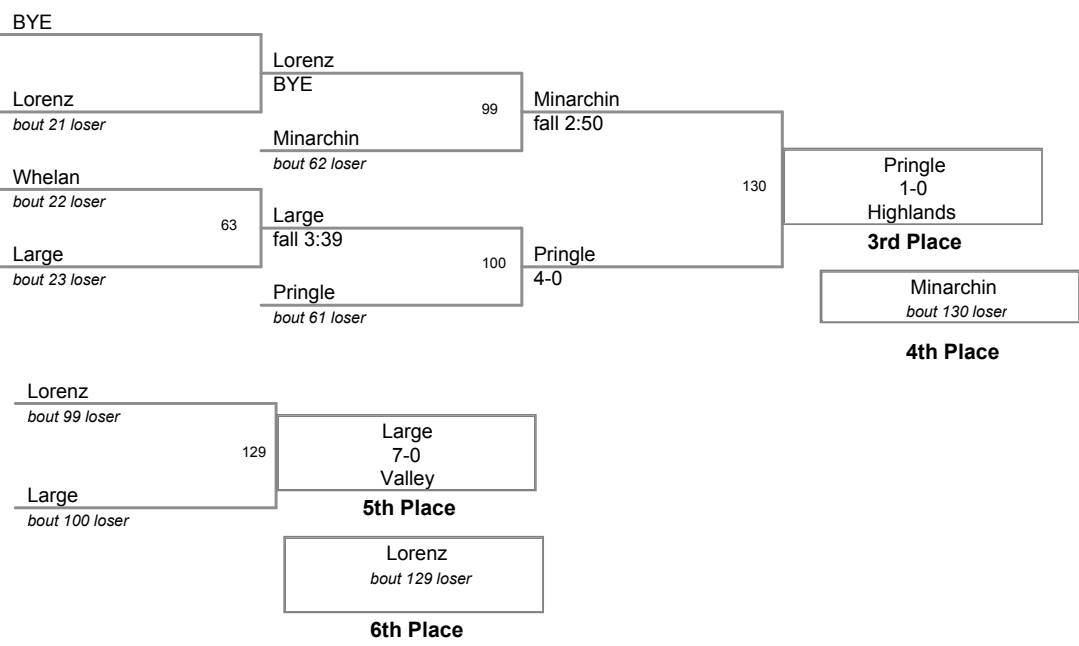 BYE
Lorenz
BYE
Lorenz
bout 21 loser
99
Minarchin
fall 2:50
Minarchin
bout 62 loser
Whelan
bout 22 loser
63
Large
fall 3:39
Large
bout 23 loser
100
Pringle
4-0
Pringle
bout 61 loser
130
Pringle
1-0
Highlands
3rd Place
Minarchin
bout 130 loser
4th Place
Lorenz
bout 99 loser
129
Large
7-0
Valley
5th Place
Large
bout 100 loser
Lorenz
bout 129 loser
6th Place